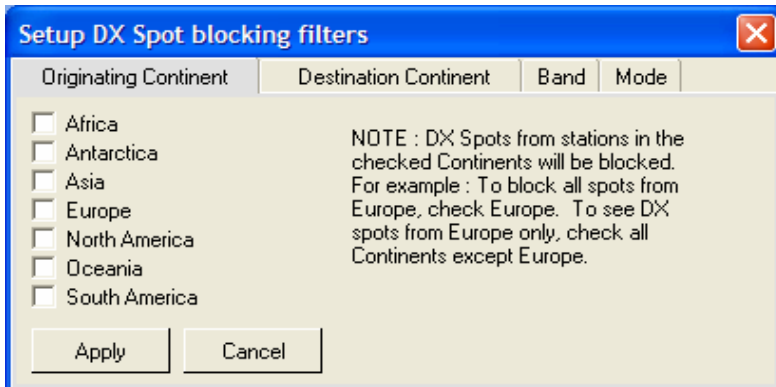 Setup DX Spot blocking filters
Originating Continent
Destination Continent
Band
Mode
Africa
Antarctica
Asia
Europe
North America
Oceania
South America
NOTE : DX Spots from stations in the
checked Continents will be blocked.
For example : To block all spots from
Europe, check Europe.  To see DX
spots from Europe only, check all
Continents except Europe.
Apply
Cancel